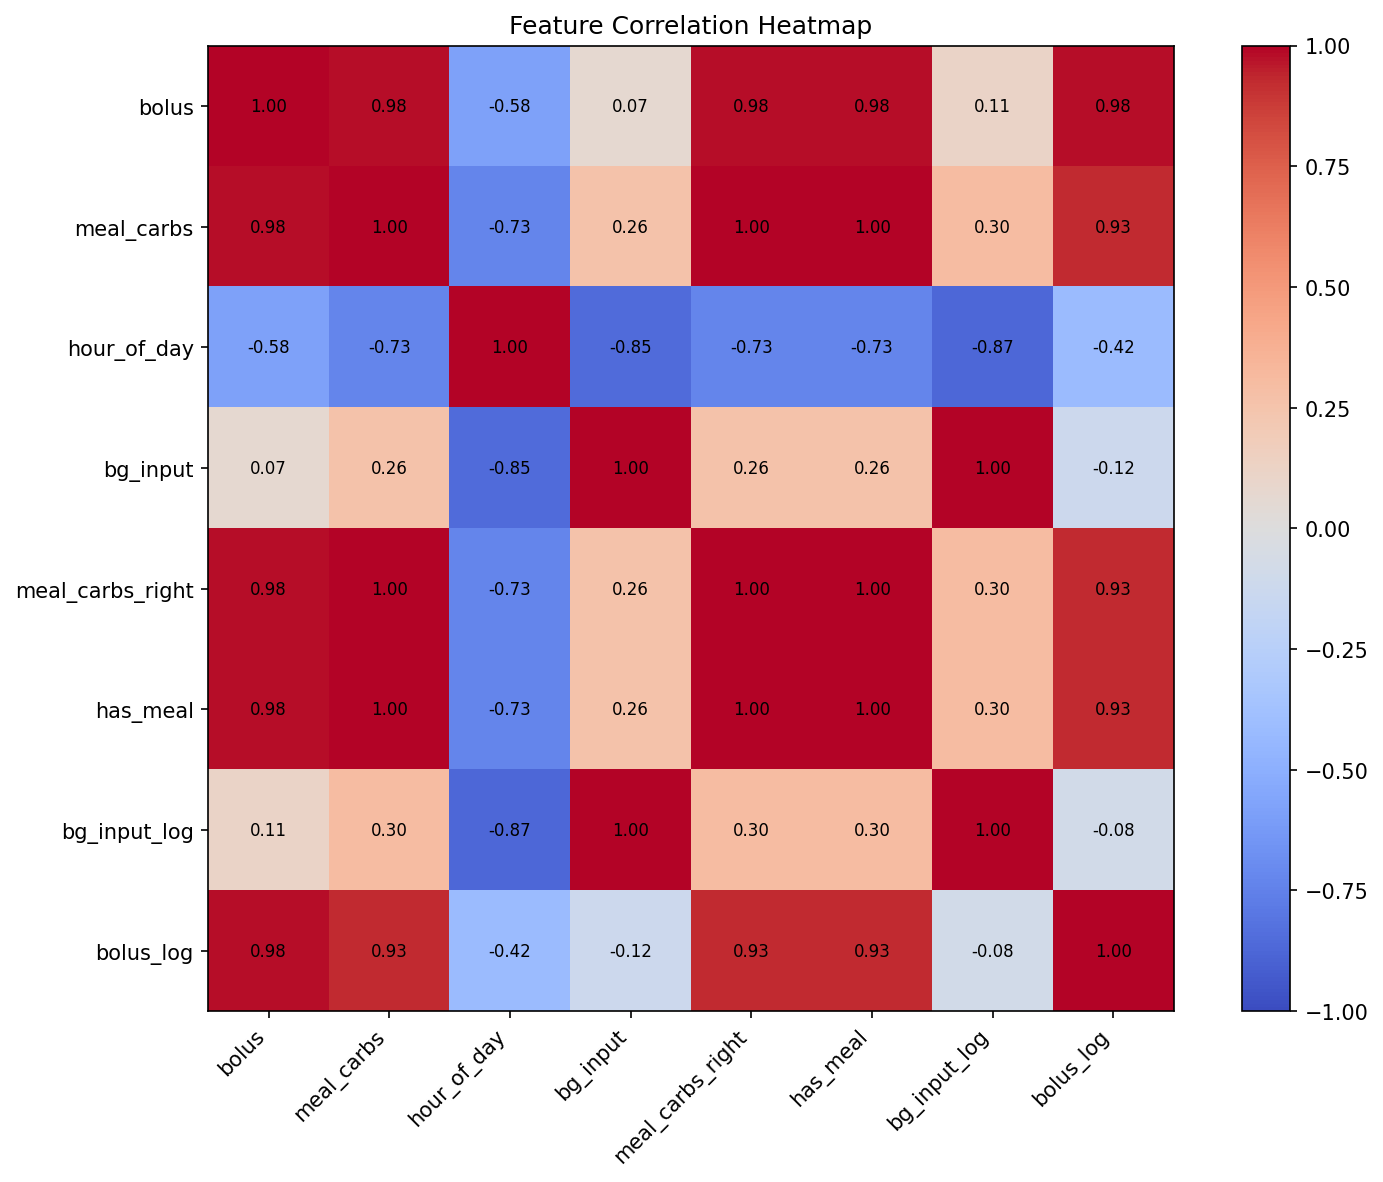 Feature Correlation Heatmap
bolus 1.00 0.98 -0.58 0.07 0.98 0.98 0.11 0.98
meal_carbs 0.98 1.00 -0.73 0.26 1.00 1.00 0.30 0.93
hour_of_day -0.58 -0.73 1.00 -0.85 -0.73 -0.73 -0.87 -0.42
bg_input 0.07 0.26 -0.85 1.00 0.26 0.26 1.00 -0.12
meal_carbs_right 0.98 1.00 -0.73 0.26 1.00 1.00 0.30 0.93
has_meal 0.98 1.00 -0.73 0.26 1.00 1.00 0.30 0.93
bg_input_log 0.11 0.30 -0.87 1.00 0.30 0.30 1.00 -0.08
bolus_log 0.98 0.93 -0.42 -0.12 0.93 0.93 -0.08 1.00
bolus meal_carbs hour_of_day bg_input meal_carbs_right has_meal bg_input_log bolus_log
1.00
0.75
0.50
0.25
0.00
−0.25
−0.50
−0.75
−1.00